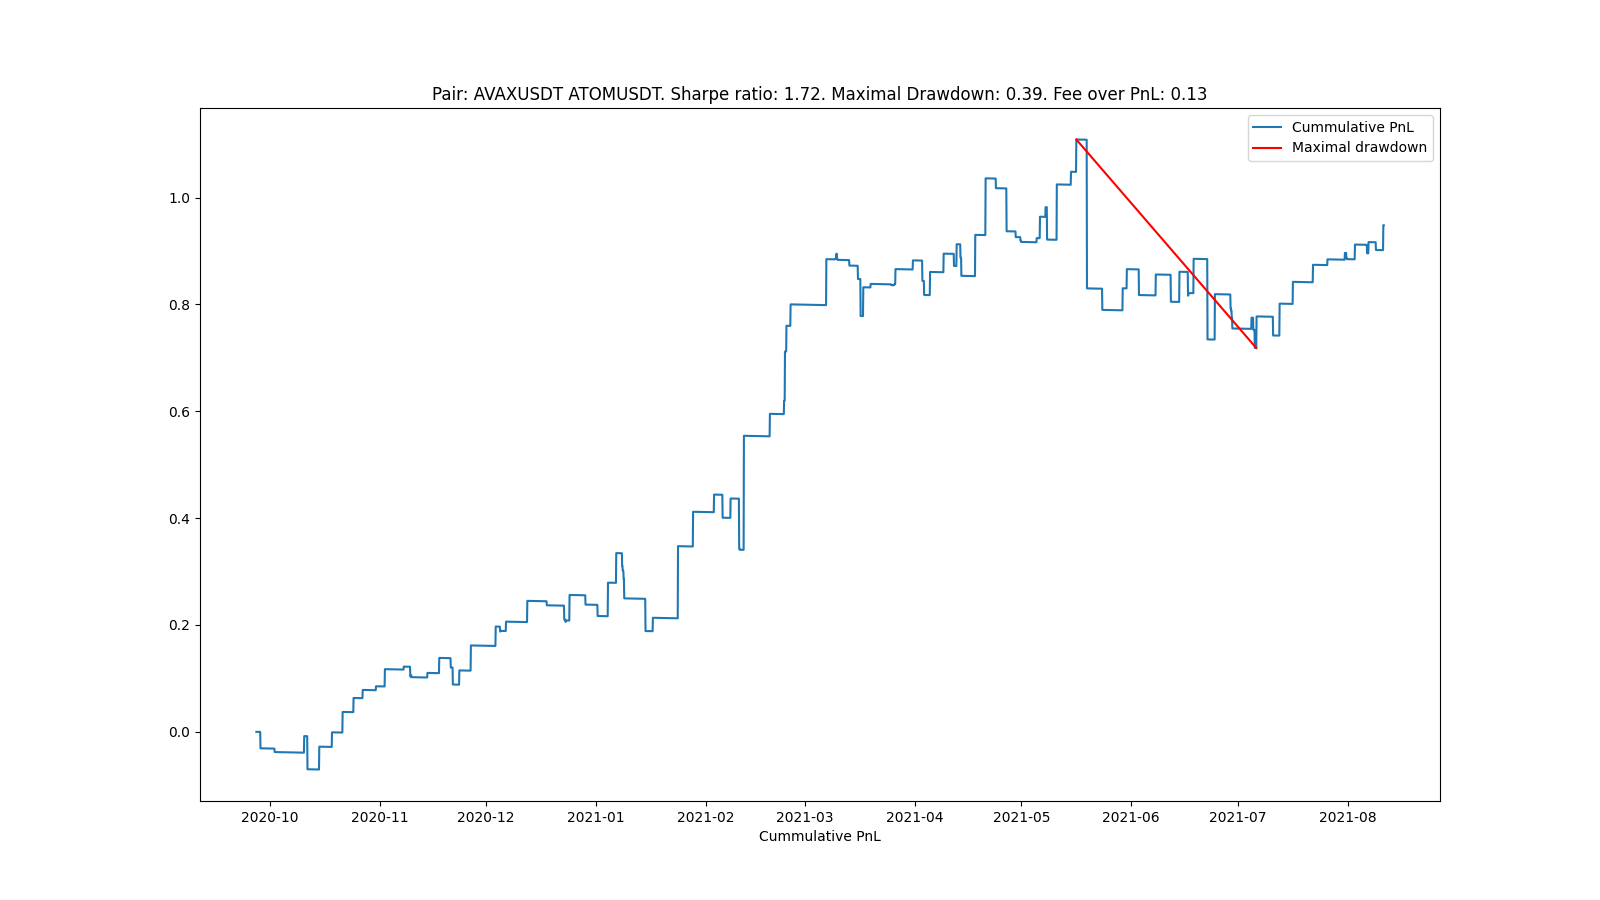 Pair: AVAXUSDT ATOMUSDT. Sharpe ratio: 1.72. Maximal Drawdown: 0.39. Fee over PnL: 0.13
Cummulative PnL
Maximal drawdown
1.0
0.8
0.6
0.4
0.2
0.0
2020-10 2020-11 2020-12 2021-01 2021-02 2021-03 2021-04 2021-05 2021-06 2021-07 2021-08
Cummulative PnL